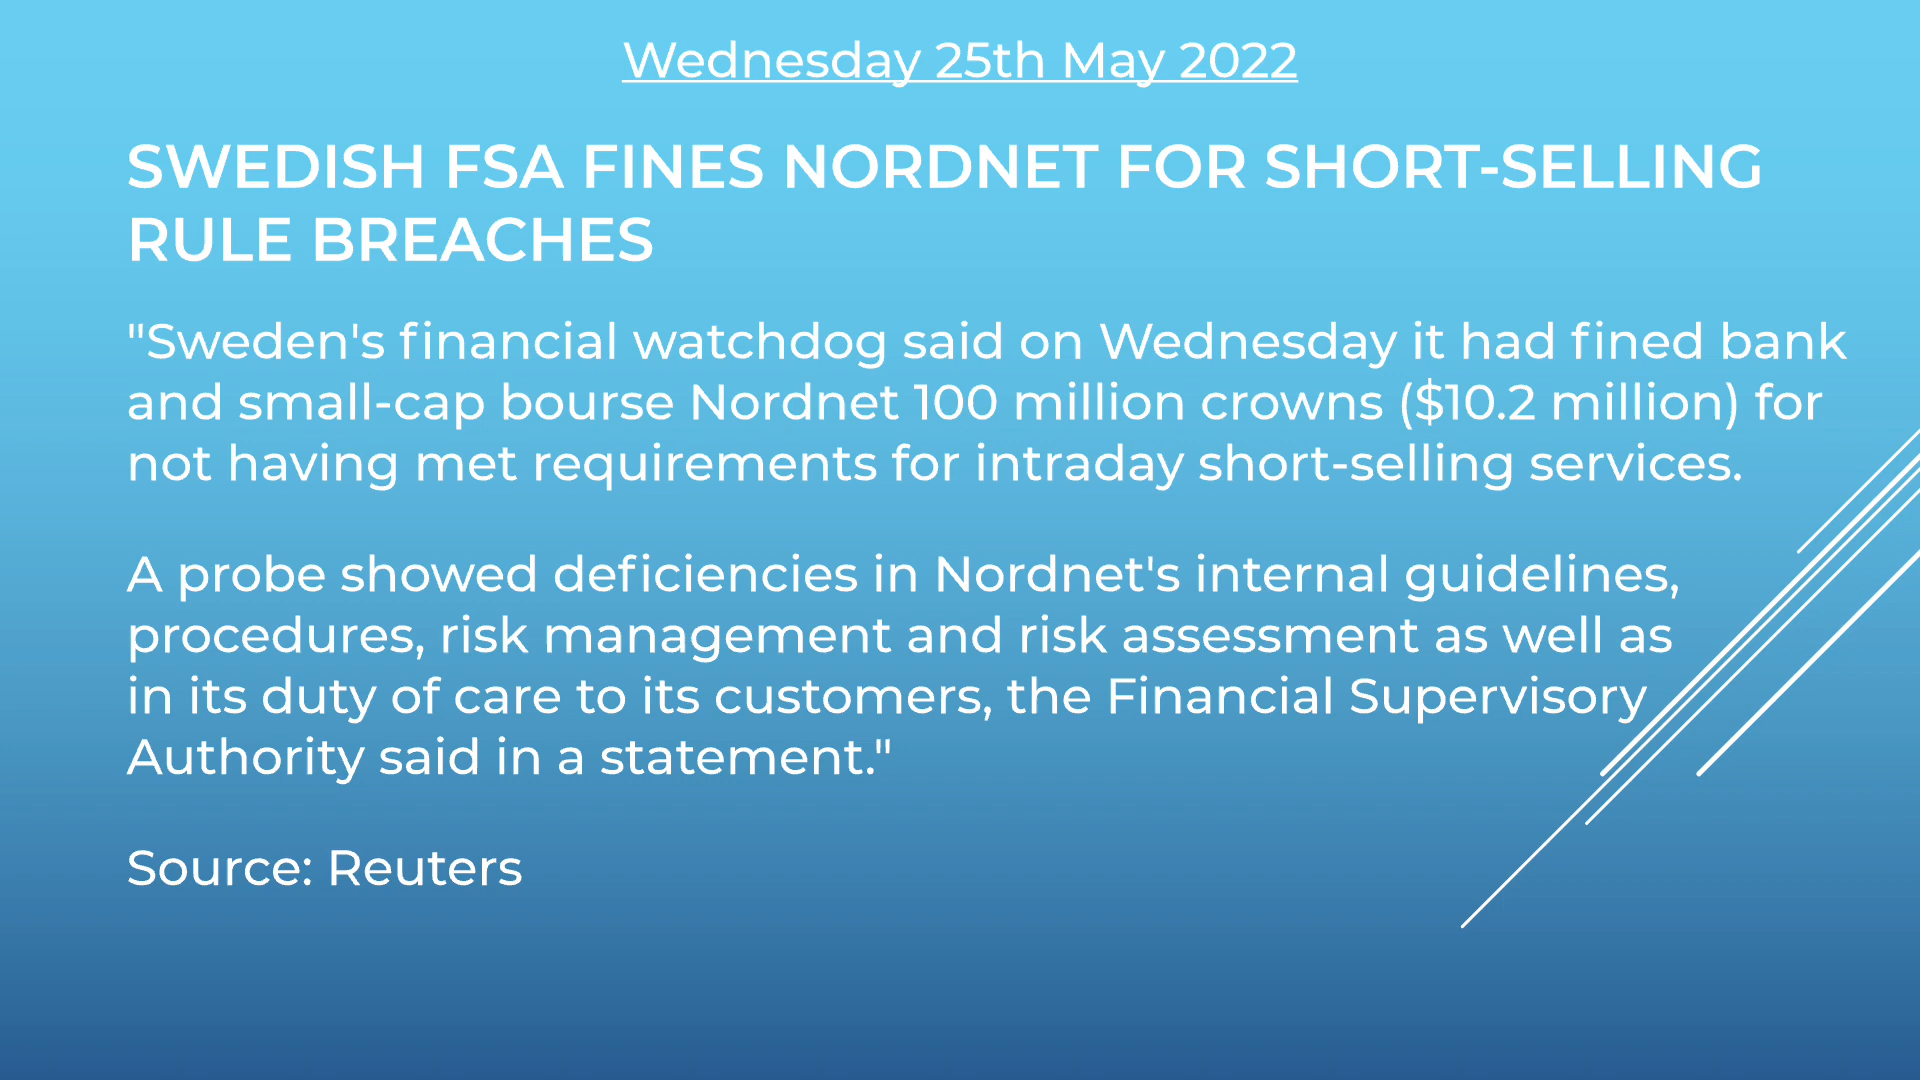 Wednesday 25th May 2022
SWEDISH FSA FINES NORDNET FOR SHORT-SELLING
RULE BREACHES
"Sweden's financial watchdog said on Wednesday it had fined bank
and small-cap bourse Nordnet 100 million crowns ($10.2 million) for
not having met requirements for intraday short-selling services.
A probe showed deficiencies in Nordnet's internal guidelines,
procedures, risk management and risk assessment as well as
in its duty of care to its customers, the Financial Supervisory
Authority said in a statement."
Source: Reuters